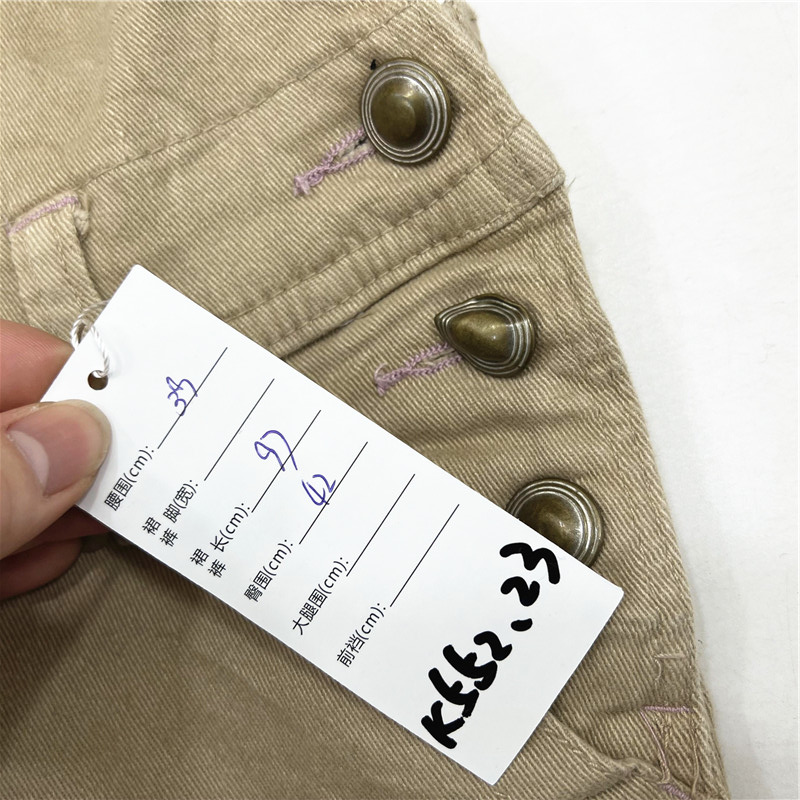 腰围(cm): 33
裙裤 脚(宽):
裙裤 长(cm): 97
臀围(cm): 42
大腿围(cm):
前裆(cm):
K552、23